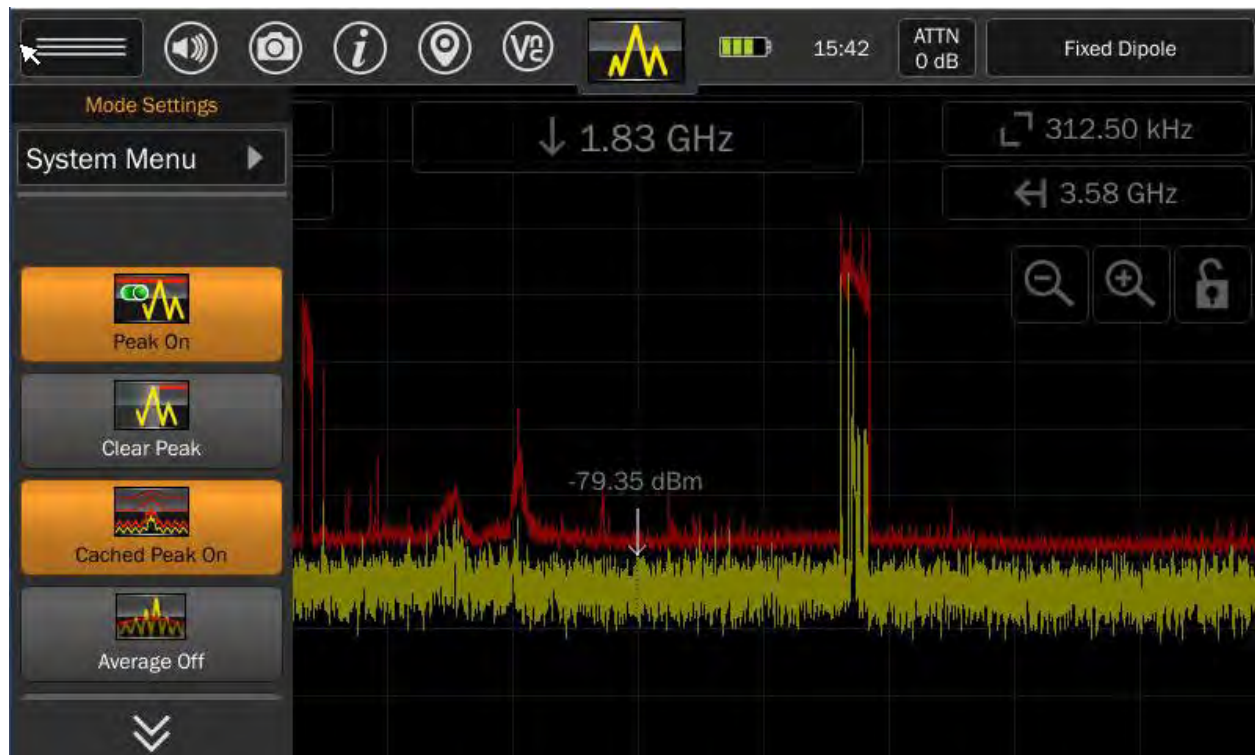 15:42
ATTN
0 dB
Fixed Dipole
Mode Settings
System Menu
1.83 GHz
312.50 kHz
3.58 GHz
Peak On
Clear Peak
-79.35 dBm
Cached Peak On
Average Off